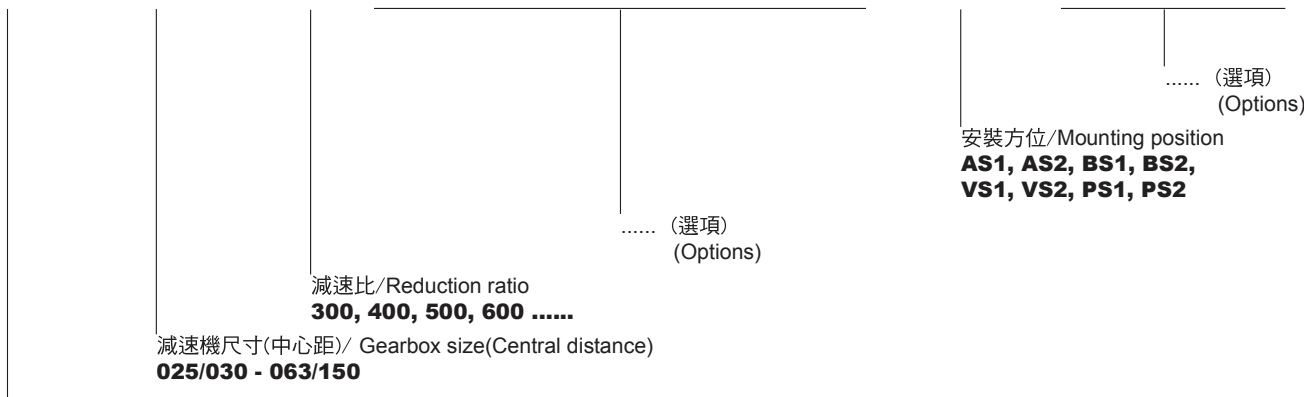 ...... (選項)
(Options)
安裝方位/Mounting position
AS1, AS2, BS1, BS2,
VS1, VS2, PS1, PS2
...... (選項)
(Options)
減速比/Reduction ratio
300, 400, 500, 600 ......
減速機尺寸(中心距)/ Gearbox size(Central distance)
025/030 - 063/150